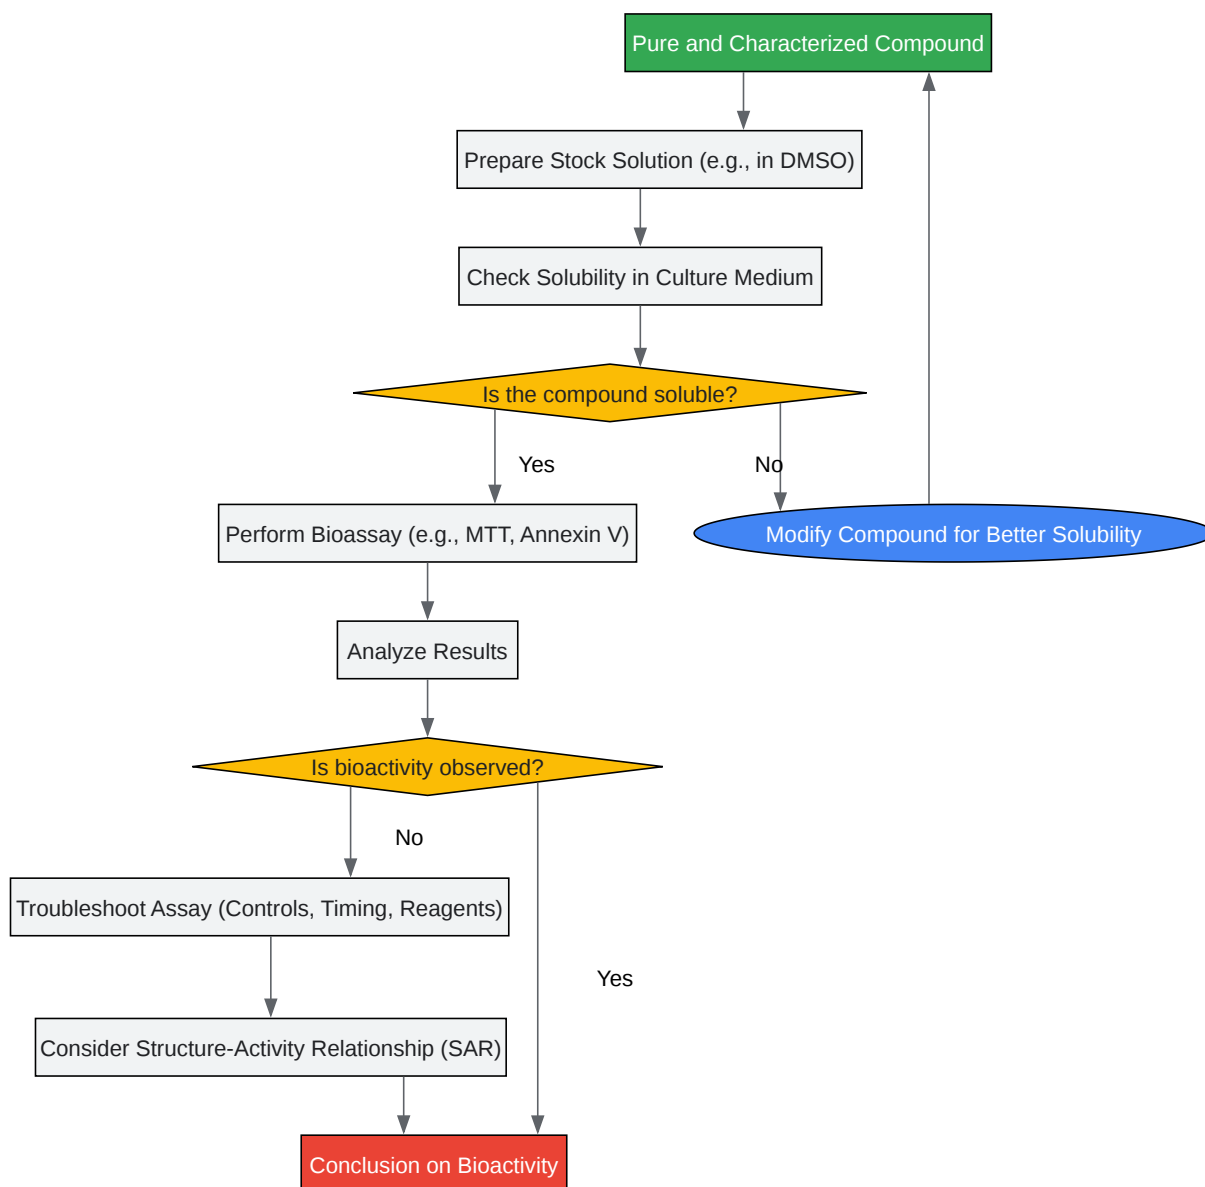 Pure and Characterized Compound
Prepare Stock Solution (e.g., in DMSO)
Check Solubility in Culture Medium
Is the compound soluble?
Yes
No
Perform Bioassay (e.g., MTT, Annexin V)
Modify Compound for Better Solubility
Analyze Results
Is bioactivity observed?
No
Troubleshoot Assay (Controls, Timing, Reagents)
Yes
Consider Structure-Activity Relationship (SAR)
Conclusion on Bioactivity